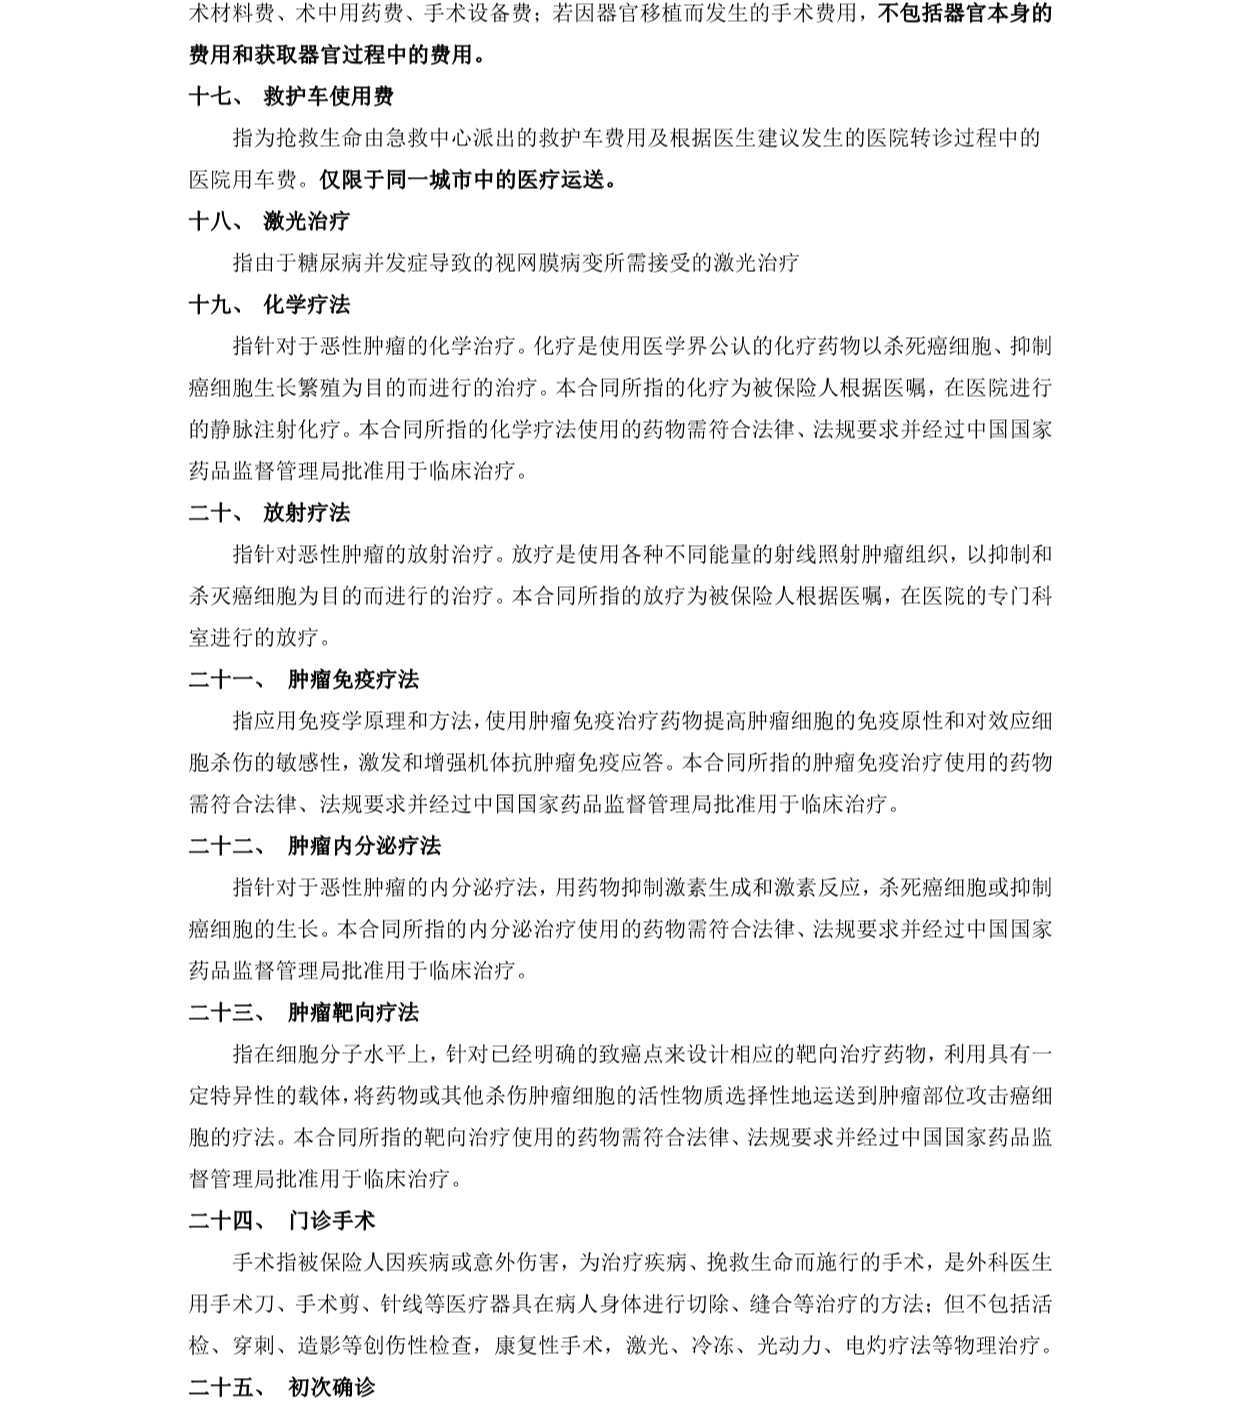 术材料费、术中用药费、手术设备费；若因器官移植而发生的手术费用，不包括器官本身的
费用和获取器官过程中的费用。
十七、 救护车使用费
指为抢救生命由急救中心派出的救护车费用及根据医生建议发生的医院转诊过程中的
医院用车费。仅限于同一城市中的医疗运送。
十八、 激光治疗
指由于糖尿病并发症导致的视网膜病变所需接受的激光治疗
十九、 化学疗法
指针对于恶性肿瘤的化学治疗。化疗是使用医学界公认的化疗药物以杀死癌细胞、抑制
癌细胞生长繁殖为目的而进行的治疗。本合同所指的化疗为被保险人根据医嘱，在医院进行
的静脉注射化疗。本合同所指的化学疗法使用的药物需符合法律、法规要求并经过中国国家
药品监督管理局批准用于临床治疗。
二十、 放射疗法
指针对恶性肿瘤的放射治疗。放疗是使用各种不同能量的射线照射肿瘤组织，以抑制和
杀灭癌细胞为目的而进行的治疗。本合同所指的放疗为被保险人根据医嘱，在医院的专门科
室进行的放疗。
二十一、 肿瘤免疫疗法
指应用免疫学原理和方法，使用肿瘤免疫治疗药物提高肿瘤细胞的免疫原性和对效应细
胞杀伤的敏感性，激发和增强机体抗肿瘤免疫应答。本合同所指的肿瘤免疫治疗使用的药物
需符合法律、法规要求并经过中国国家药品监督管理局批准用于临床治疗。
二十二、 肿瘤内分泌疗法
指针对于恶性肿瘤的内分泌疗法，用药物抑制激素生成和激素反应，杀死癌细胞或抑制
癌细胞的生长。本合同所指的内分泌治疗使用的药物需符合法律、法规要求并经过中国国家
药品监督管理局批准用于临床治疗。
二十三、 肿瘤靶向疗法
指在细胞分子水平上，针对已经明确的致癌点来设计相应的靶向治疗药物，利用具有一
定特异性的载体，将药物或其他杀伤肿瘤细胞的活性物质选择性地运送到肿瘤部位攻击癌细
胞的疗法。本合同所指的靶向治疗使用的药物需符合法律、法规要求并经过中国国家药品监
督管理局批准用于临床治疗。
二十四、 门诊手术
手术指被保险人因疾病或意外伤害，为治疗疾病、挽救生命而施行的手术，是外科医生
用手术刀、手术剪、针线等医疗器具在病人身体进行切除、缝合等治疗的方法；但不包括活
检、穿刺、造影等创伤性检查，康复性手术，激光、冷冻、光动力、电灼疗法等物理治疗。
二十五、 初次确诊